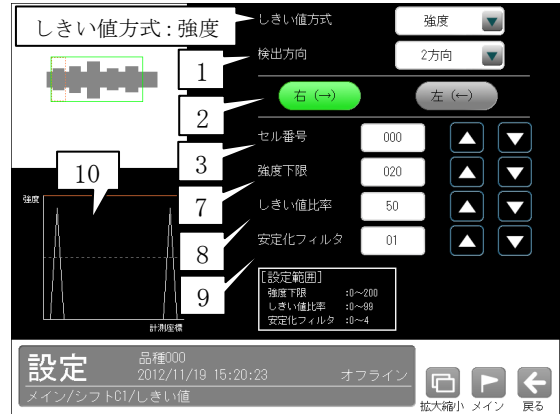 しきい値方式：強度
しきい値方式 強度
1 検出方向 2方向
2 右（→） 左（←）
3 セル番号 000
7 強度下限 020
8 しきい値比率 50
9 安定化フィルタ 01
10
強度
計測座標
[設定範囲]
強度下限 :0～200
しきい値比率 :0～99
安定化フィルタ :0～4
設定 品種000
2012/11/19 15:20:23 オフライン
メイン/シフトC1/しきい値
拡大縮小 メイン 戻る